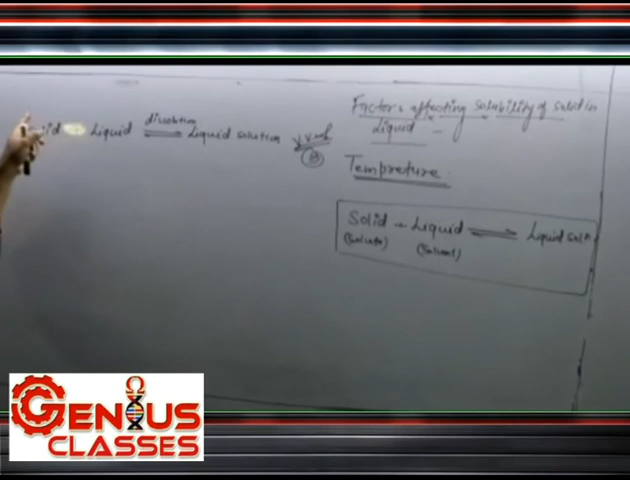 Liquid dissolution ⇌ Liquid solution
Factors affecting solubility of solid in
Liquid -
Tempreture
Solid + Liquid ⇌ Liquid soln
(Solute) (Solvent)
GENIUS
CLASSES